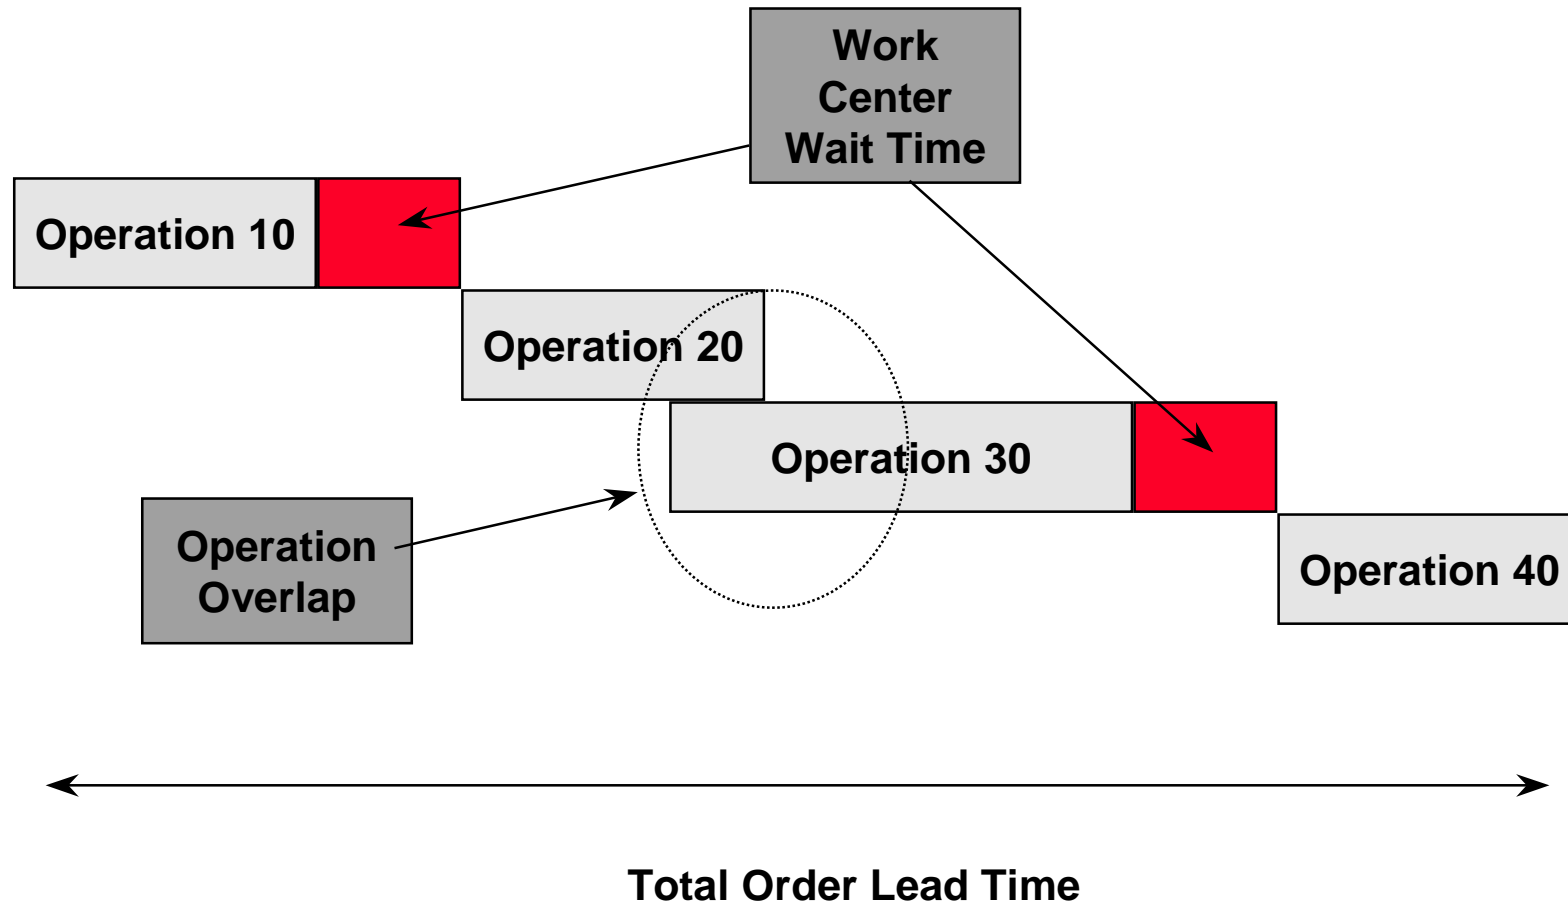 Work
Center
Wait Time
Operation 10
Operation 20
Operation 30
Operation
Overlap
Operation 40
Total Order Lead Time